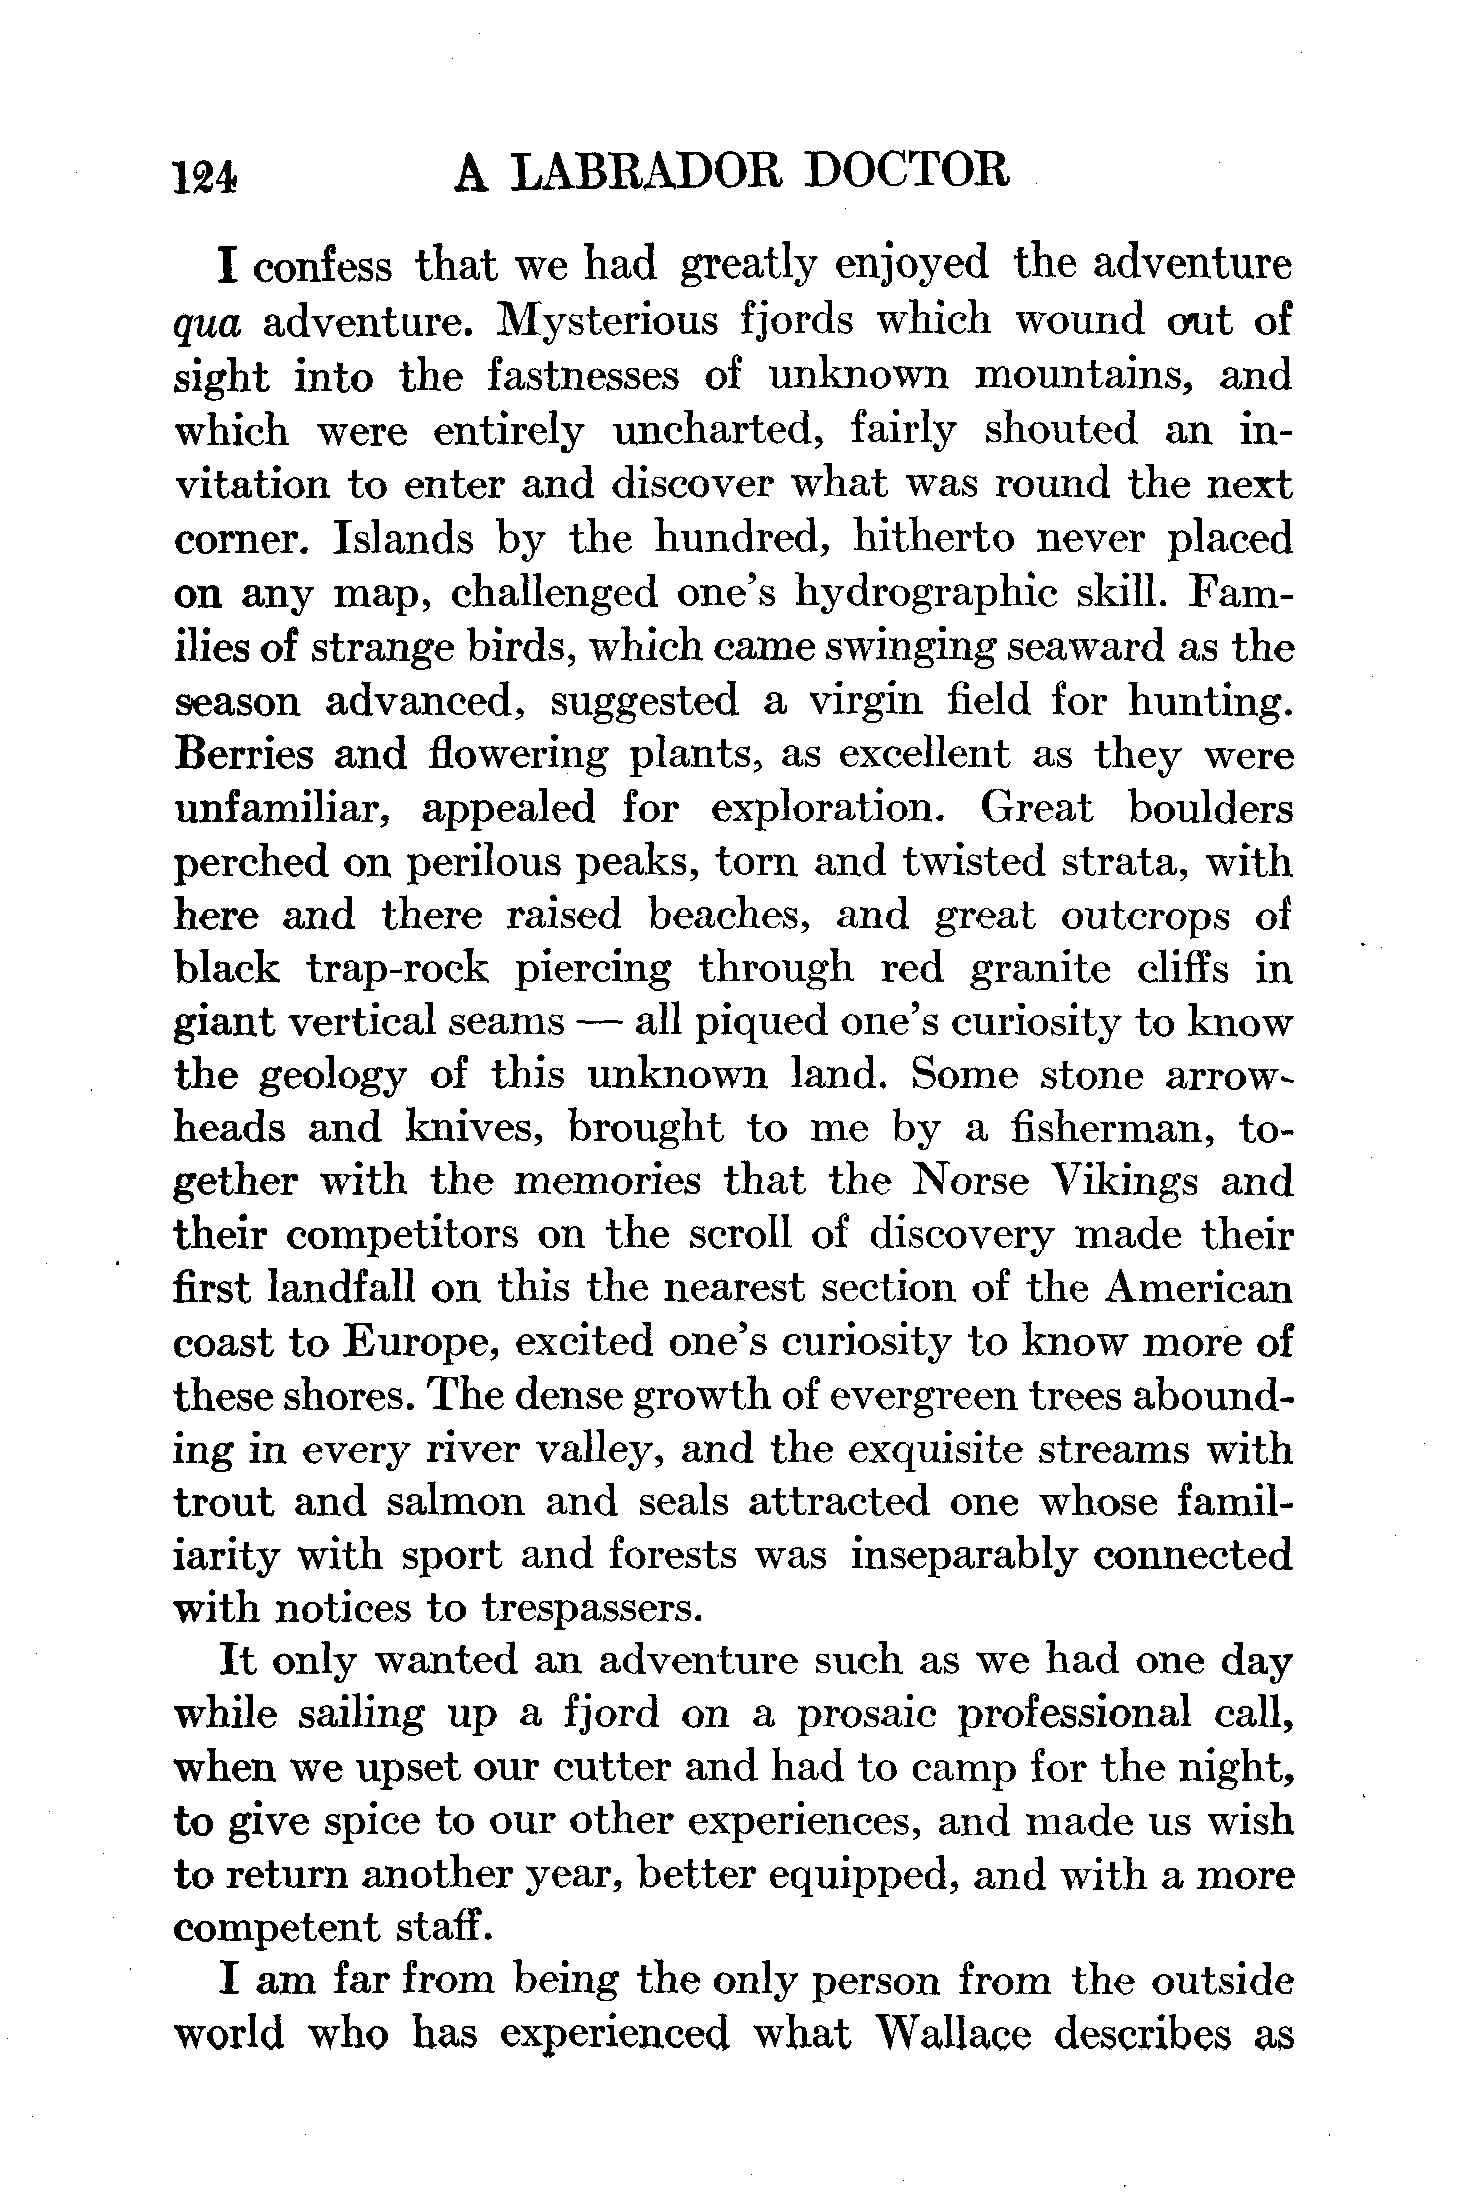 124 A LABRADOR DOCTOR
I confess that we had greatly enjoyed the adventure
qua adventure. Mysterious fjords which wound out of
sight into the fastnesses of unknown mountains, and
which were entirely uncharted, fairly shouted an in-
vitation to enter and discover what was round the next
corner. Islands by the hundred, hitherto never placed
on any map, challenged one's hydrographic skill. Fam-
ilies of strange birds, which came swinging seaward as the
season advanced, suggested a virgin field for hunting.
Berries and flowering plants, as excellent as they were
unfamiliar, appealed for exploration. Great boulders
perched on perilous peaks, torn and twisted strata, with
here and there raised beaches, and great outcrops of
black trap-rock piercing through red granite cliffs in
giant vertical seams — all piqued one's curiosity to know
the geology of this unknown land. Some stone arrow-
heads and knives, brought to me by a fisherman, to-
gether with the memories that the Norse Vikings and
their competitors on the scroll of discovery made their
first landfall on this the nearest section of the American
coast to Europe, excited one's curiosity to know more of
these shores. The dense growth of evergreen trees abound-
ing in every river valley, and the exquisite streams with
trout and salmon and seals attracted one whose famil-
iarity with sport and forests was inseparably connected
with notices to trespassers.
It only wanted an adventure such as we had one day
while sailing up a fjord on a prosaic professional call,
when we upset our cutter and had to camp for the night,
to give spice to our other experiences, and made us wish
to return another year, better equipped, and with a more
competent staff.
I am far from being the only person from the outside
world who has experienced what Wallace describes as